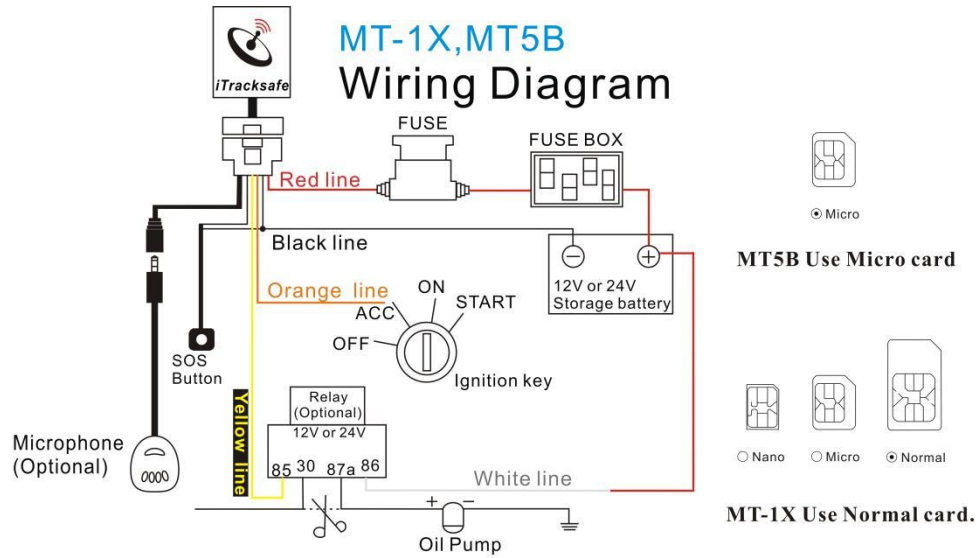 iTracksafe
MT-1X,MT5B
Wiring Diagram
FUSE
FUSE BOX
Red line
Micro
Black line
MT5B Use Micro card
12V or 24V
Storage battery
Orange line
ACC
ON
START
OFF
SOS
Button
Ignition key
Yellow line
Relay
(Optional)
12V or 24V
85 30 87a 86
Microphone
(Optional)
White line
Nano
Micro
Normal
+ −
Oil Pump
MT-1X Use Normal card.